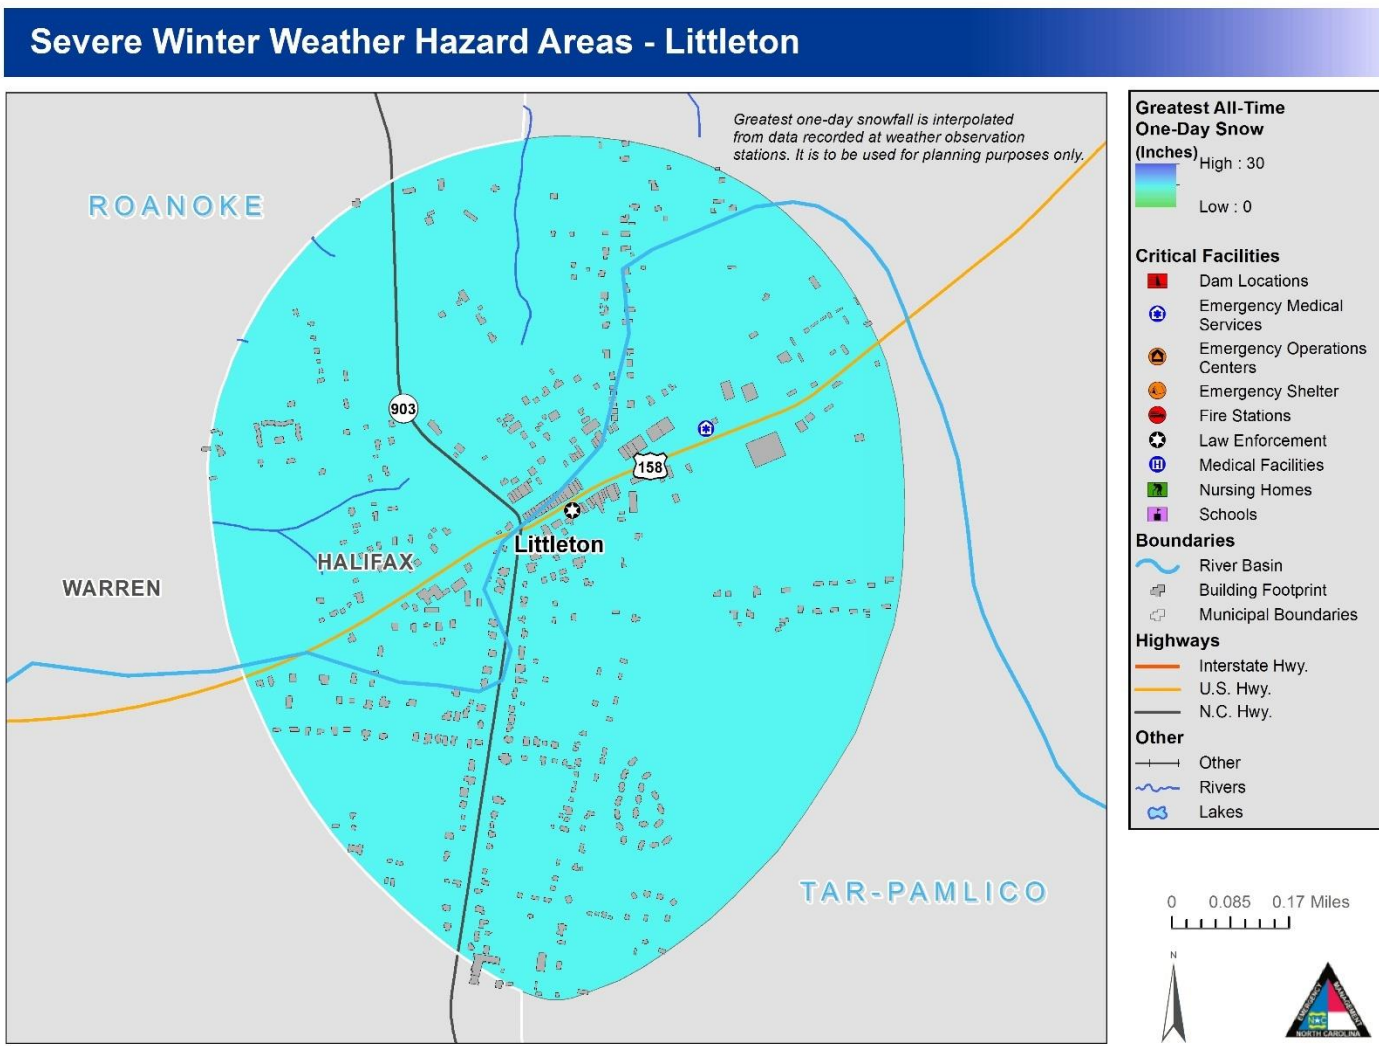 Severe Winter Weather Hazard Areas - Littleton
Greatest one-day snowfall is interpolated
from data recorded at weather observation
stations. It is to be used for planning purposes only.
ROANOKE
903
158
Littleton
HALIFAX
WARREN
TAR-PAMLICO
Greatest All-Time
One-Day Snow
(Inches)
High : 30
Low : 0
Critical Facilities
Dam Locations
Emergency Medical
Services
Emergency Operations
Centers
Emergency Shelter
Fire Stations
Law Enforcement
H
Medical Facilities
Nursing Homes
Schools
Boundaries
River Basin
Building Footprint
Municipal Boundaries
Highways
Interstate Hwy.
U.S. Hwy.
N.C. Hwy.
Other
Other
Rivers
Lakes
0 0.085 0.17 Miles
N
EMERGENCY
MANAGEMENT
N C
NORTH CAROLINA